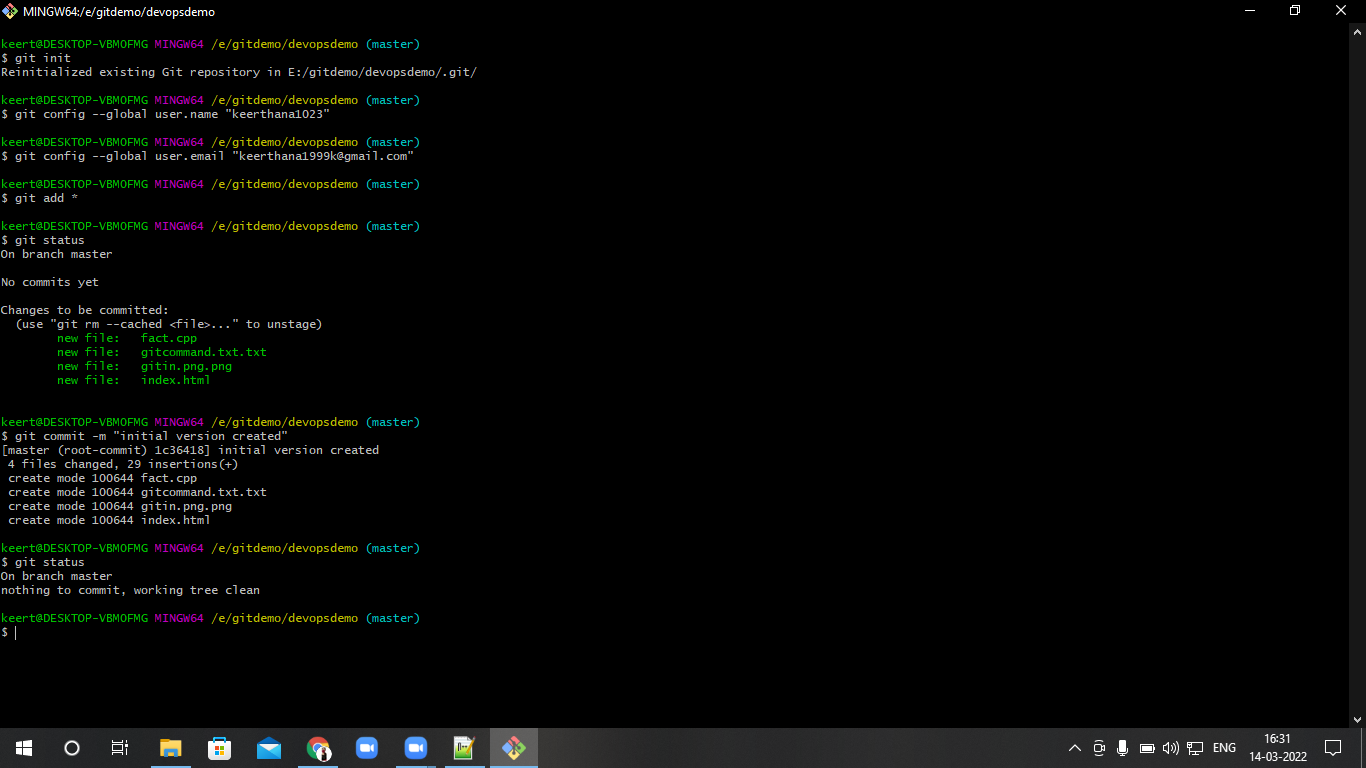 MINGW64:/e/gitdemo/devopsdemo
keert@DESKTOP-VBMOFMG MINGW64 /e/gitdemo/devopsdemo (master)
$ git init
Reinitialized existing Git repository in E:/gitdemo/devopsdemo/.git/
keert@DESKTOP-VBMOFMG MINGW64 /e/gitdemo/devopsdemo (master)
$ git config --global user.name "keerthana1023"
keert@DESKTOP-VBMOFMG MINGW64 /e/gitdemo/devopsdemo (master)
$ git config --global user.email "keerthana1999k@gmail.com"
keert@DESKTOP-VBMOFMG MINGW64 /e/gitdemo/devopsdemo (master)
$ git add *
keert@DESKTOP-VBMOFMG MINGW64 /e/gitdemo/devopsdemo (master)
$ git status
On branch master
No commits yet
Changes to be committed:
  (use "git rm --cached <file>..." to unstage)
        new file:   fact.cpp
        new file:   gitcommand.txt.txt
        new file:   gitin.png.png
        new file:   index.html
keert@DESKTOP-VBMOFMG MINGW64 /e/gitdemo/devopsdemo (master)
$ git commit -m "initial version created"
[master (root-commit) 1c36418] initial version created
 4 files changed, 29 insertions(+)
 create mode 100644 fact.cpp
 create mode 100644 gitcommand.txt.txt
 create mode 100644 gitin.png.png
 create mode 100644 index.html
keert@DESKTOP-VBMOFMG MINGW64 /e/gitdemo/devopsdemo (master)
$ git status
On branch master
nothing to commit, working tree clean
keert@DESKTOP-VBMOFMG MINGW64 /e/gitdemo/devopsdemo (master)
$
ENG
16:31
14-03-2022